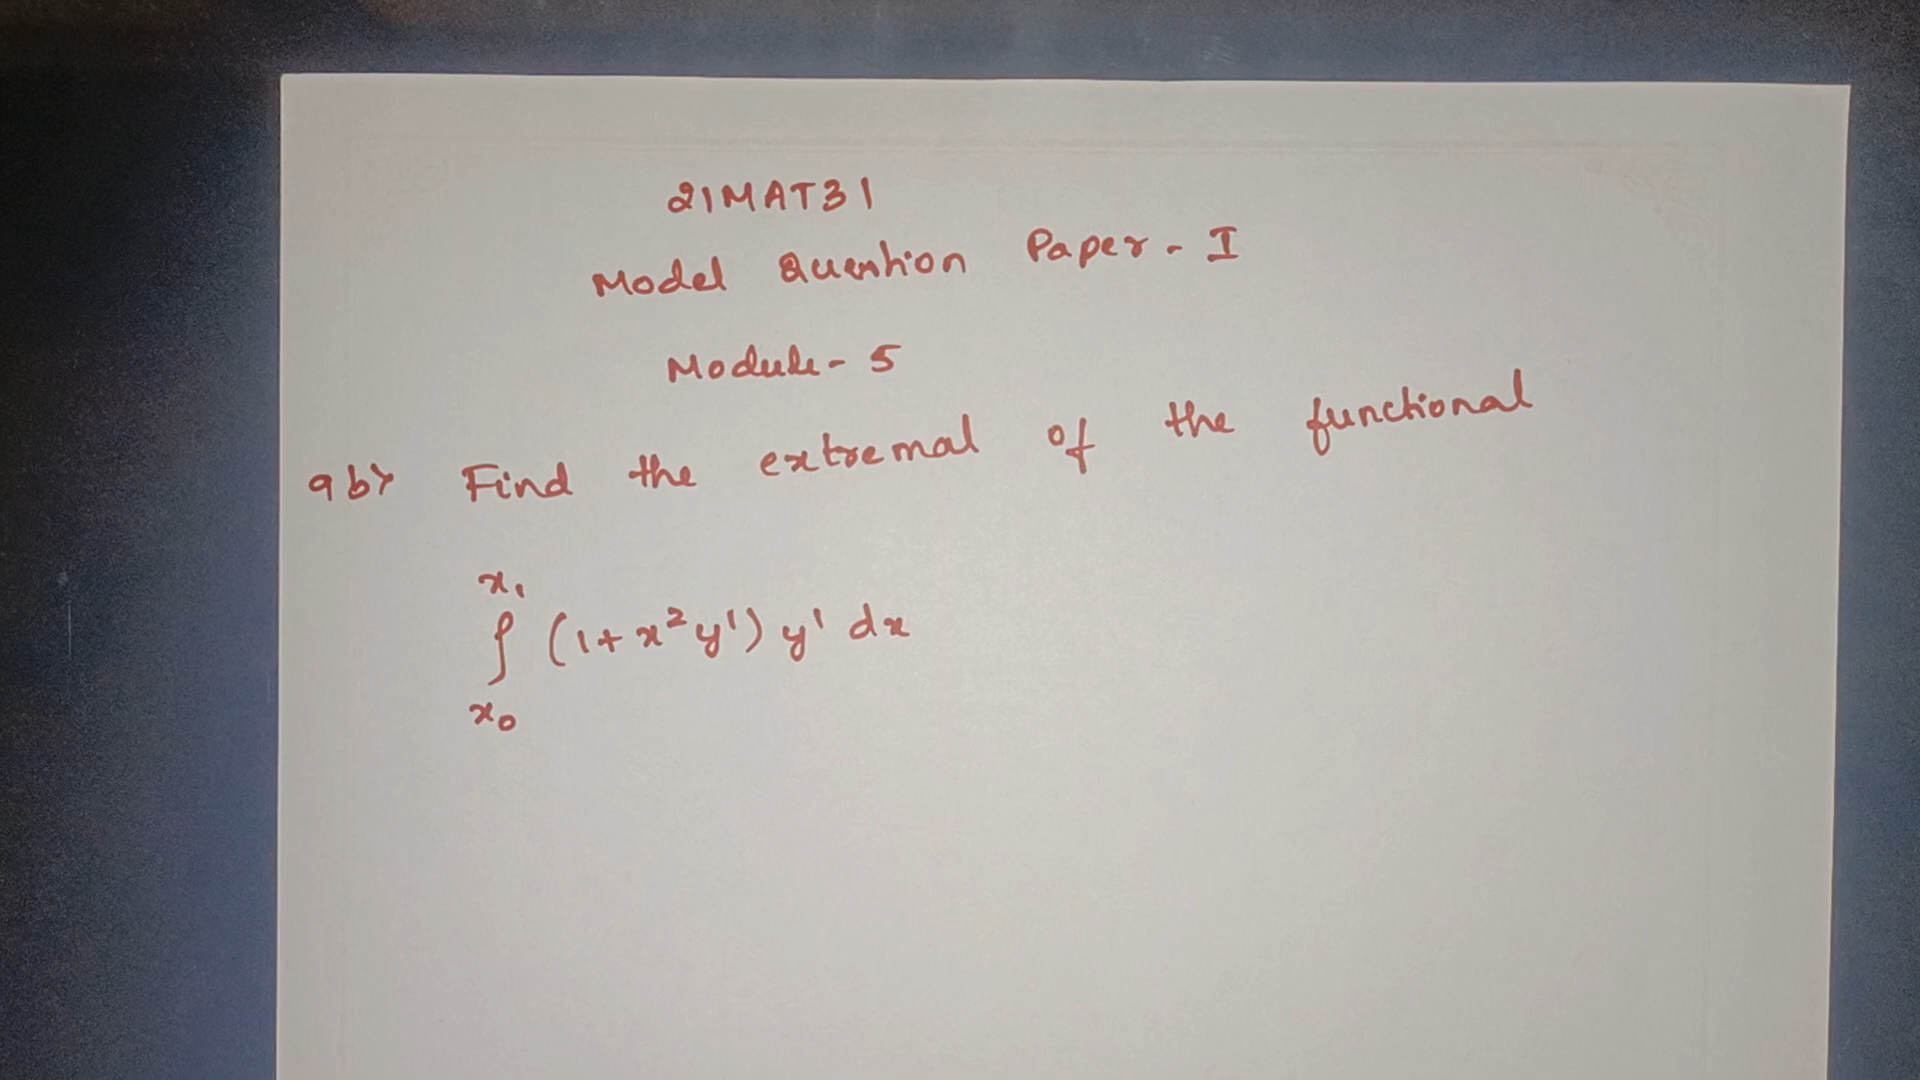 21MAT31
Model Question Paper - I
Module - 5
9b> Find the extremal of the functional
x₁
∫ (1+x²y')y' dx
x₀